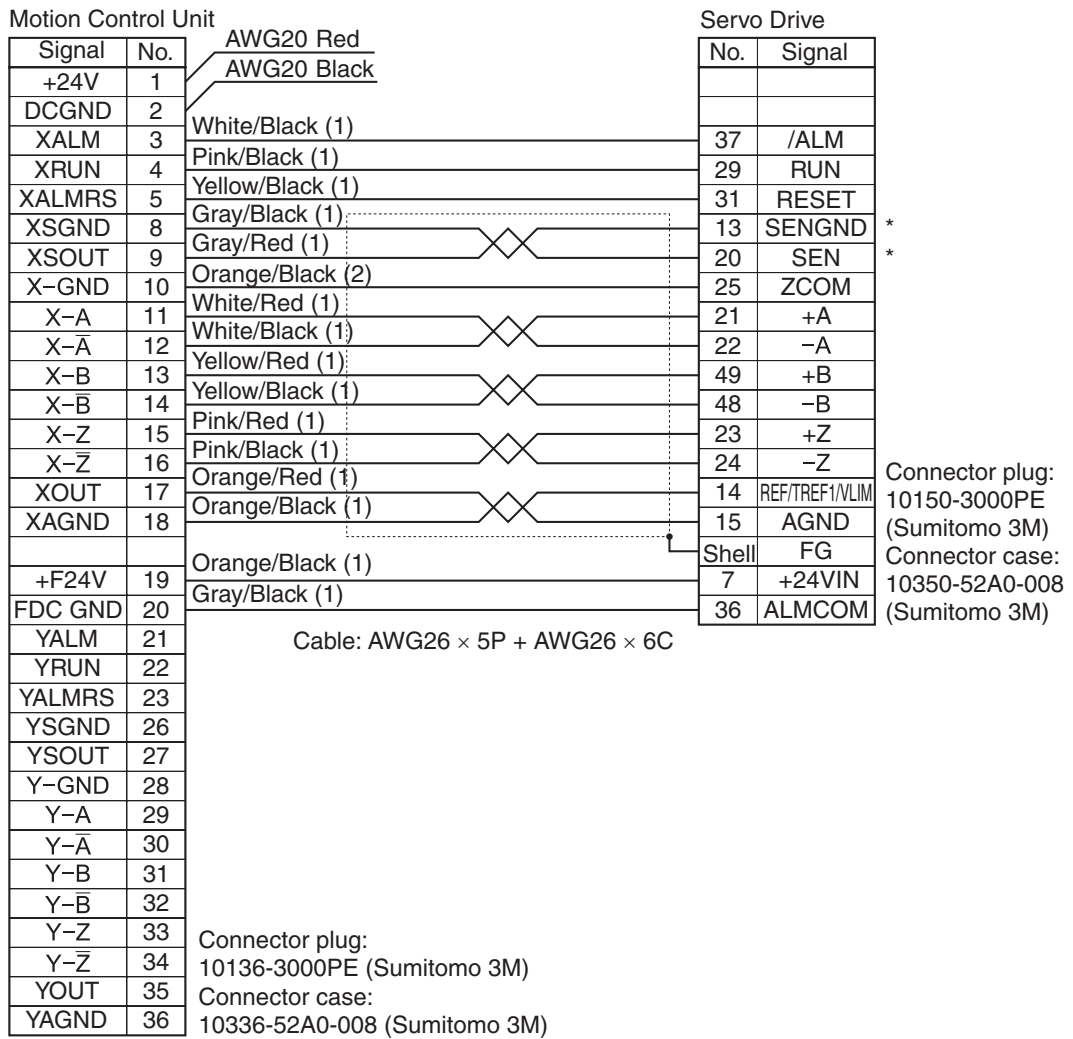 Motion Control Unit
Servo Drive
Signal No. AWG20 Red No. Signal
+24V 1 AWG20 Black
DCGND 2
XALM 3 White/Black (1) 37 /ALM
XRUN 4 Pink/Black (1) 29 RUN
XALMRS 5 Yellow/Black (1) 31 RESET
XSGND 8 Gray/Black (1) 13 SENGND *
XSOUT 9 Gray/Red (1) 20 SEN *
X−GND 10 Orange/Black (2) 25 ZCOM
X−A 11 White/Red (1) 21 +A
X−A̅ 12 White/Black (1) 22 −A
X−B 13 Yellow/Red (1) 49 +B
X−B̅ 14 Yellow/Black (1) 48 −B
X−Z 15 Pink/Red (1) 23 +Z
X−Z̅ 16 Pink/Black (1) 24 −Z
XOUT 17 Orange/Red (1) 14 REF/TREF1/VLIM
XAGND 18 Orange/Black (1) 15 AGND
Shell FG
+F24V 19 Orange/Black (1) 7 +24VIN
FDC GND 20 Gray/Black (1) 36 ALMCOM
Connector plug:
10150-3000PE
(Sumitomo 3M)
Connector case:
10350-52A0-008
(Sumitomo 3M)
YALM 21
Cable: AWG26 × 5P + AWG26 × 6C
YRUN 22
YALMRS 23
YSGND 26
YSOUT 27
Y−GND 28
Y−A 29
Y−A̅ 30
Y−B 31
Y−B̅ 32
Y−Z 33
Y−Z̅ 34
YOUT 35
YAGND 36
Connector plug:
10136-3000PE (Sumitomo 3M)
Connector case:
10336-52A0-008 (Sumitomo 3M)